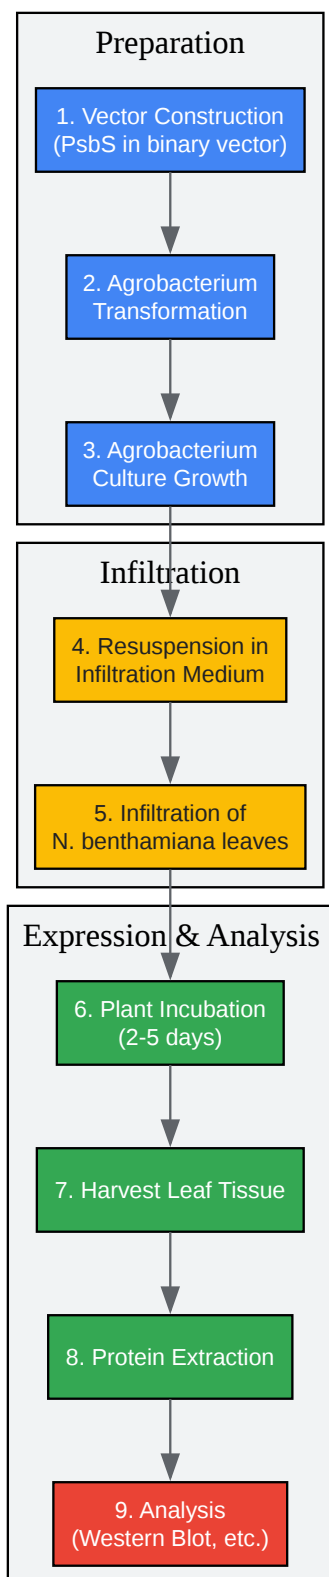 Preparation
1. Vector Construction
(PsbS in binary vector)
2. Agrobacterium
Transformation
3. Agrobacterium
Culture Growth
Infiltration
4. Resuspension in
Infiltration Medium
5. Infiltration of
N. benthamiana leaves
Expression & Analysis
6. Plant Incubation
(2-5 days)
7. Harvest Leaf Tissue
8. Protein Extraction
9. Analysis
(Western Blot, etc.)